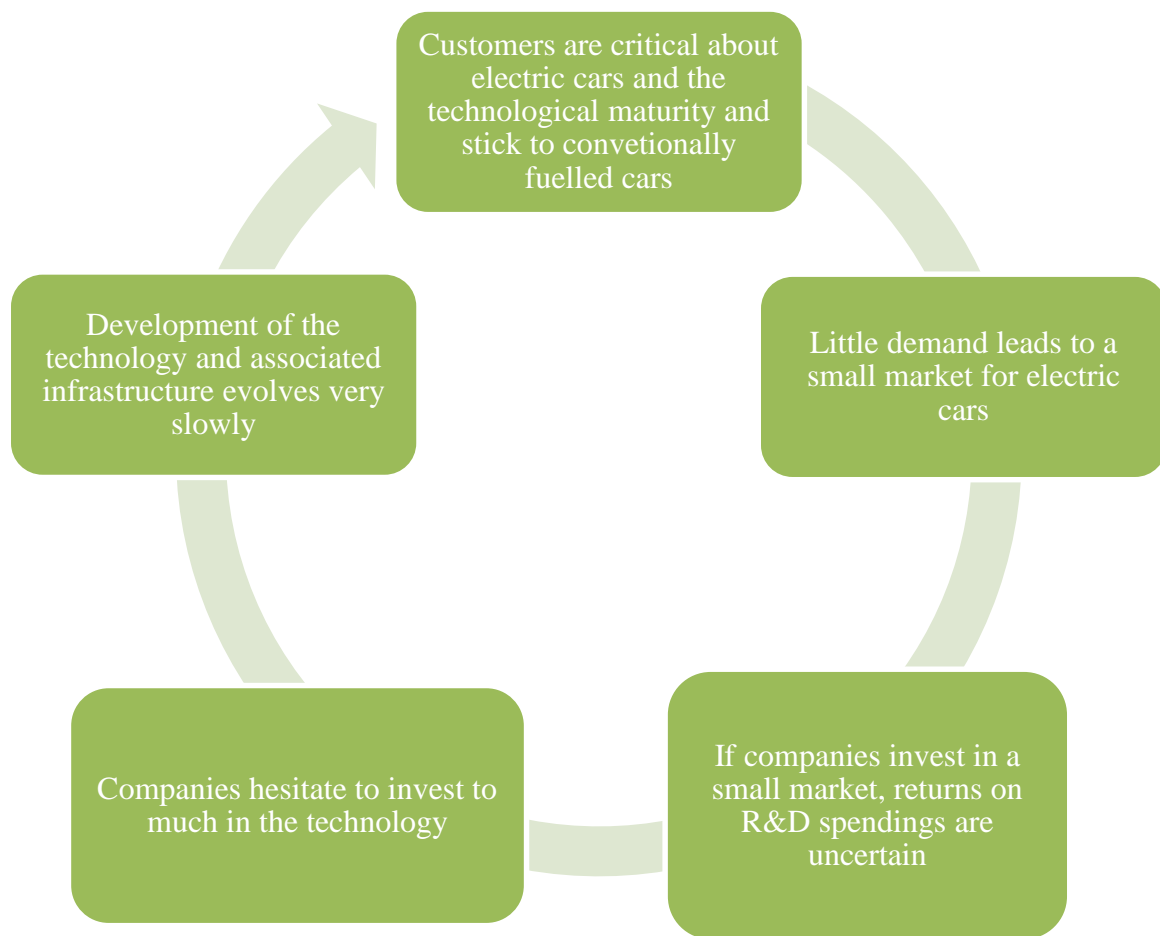 Customers are critical about
electric cars and the
technological maturity and
stick to convetionally
fuelled cars
Little demand leads to a
small market for electric
cars
If companies invest in a
small market, returns on
R&D spendings are
uncertain
Companies hesitate to invest to
much in the technology
Development of the
technology and associated
infrastructure evolves very
slowly